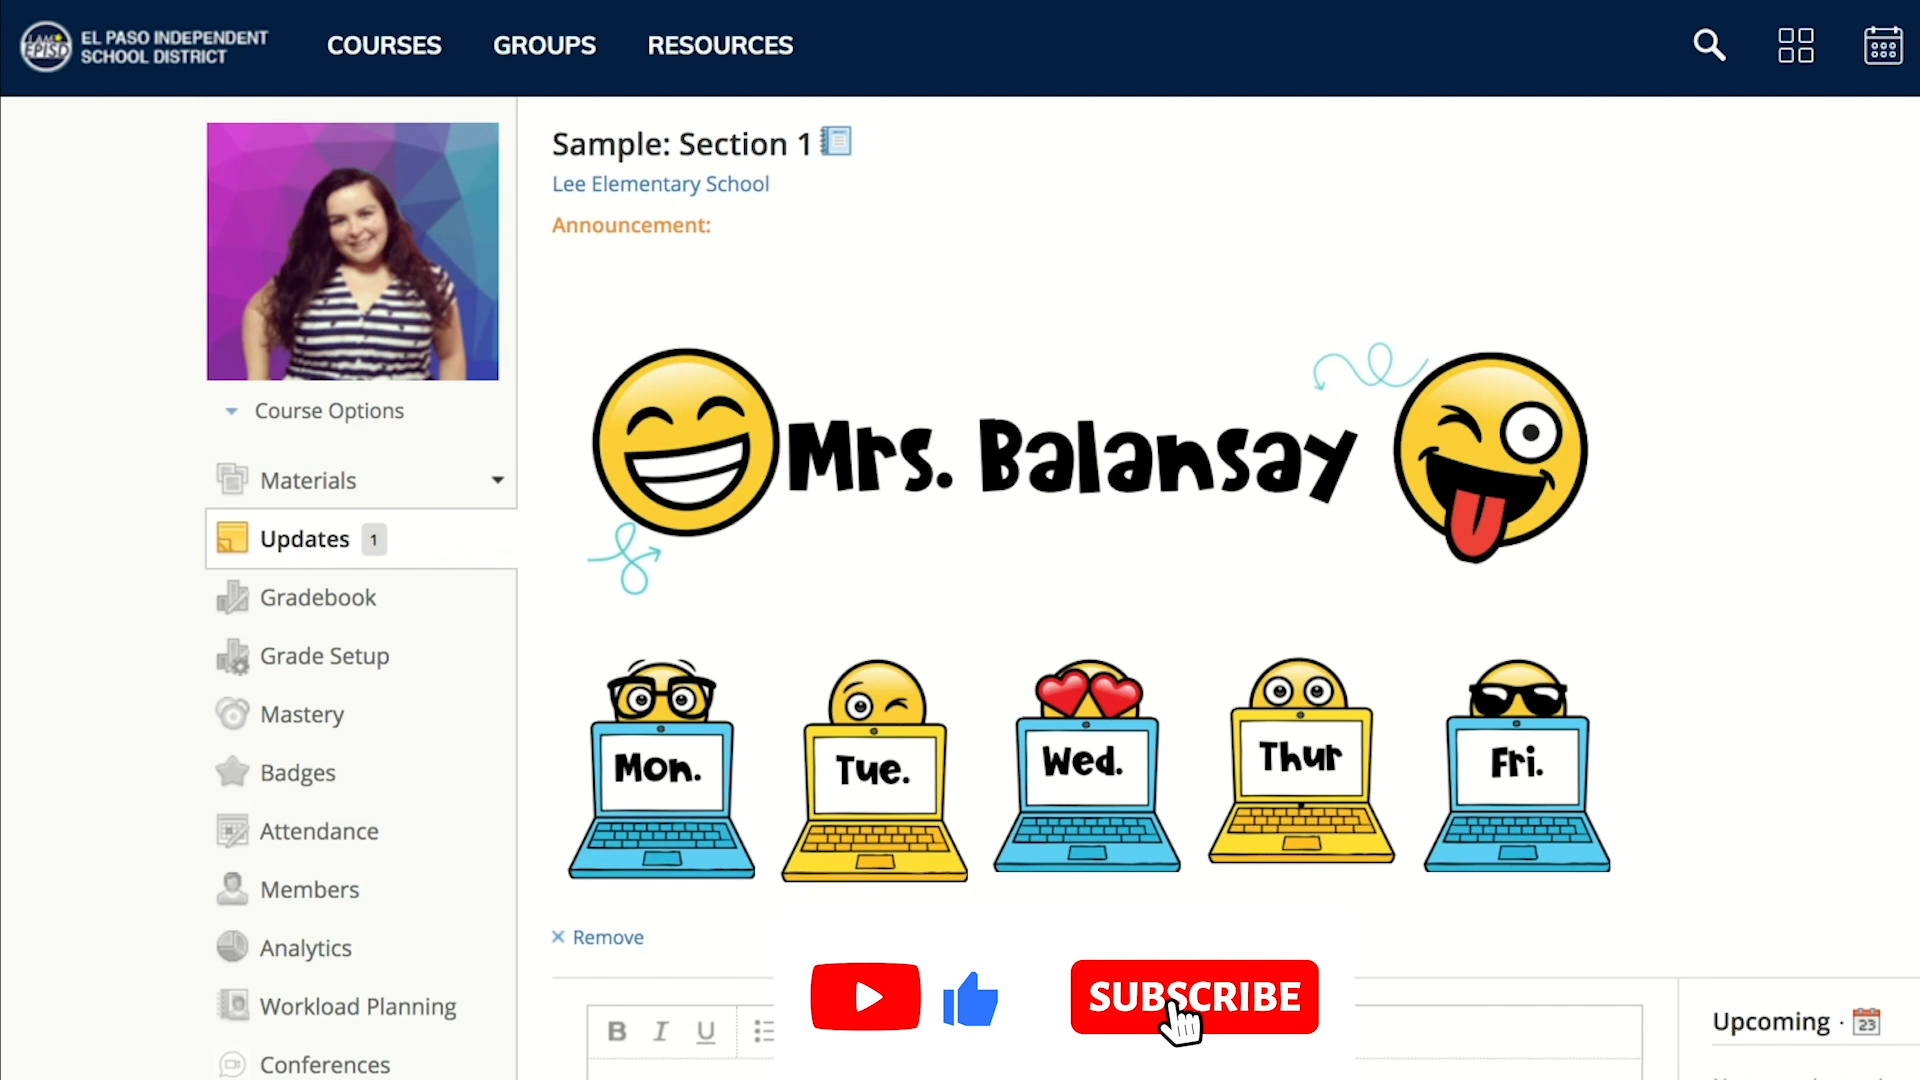 I AM
EPISD
EL PASO INDEPENDENT
SCHOOL DISTRICT
COURSES
GROUPS
RESOURCES
Sample: Section 1
Lee Elementary School
Announcement:
Course Options
Materials
Updates 1
Gradebook
Grade Setup
Mastery
Badges
Attendance
Members
Analytics
Workload Planning
Conferences
Mrs. Balansay
Mon.
Tue.
Wed.
Thur
Fri.
× Remove
B I U
SUBSCRIBE
Upcoming · 23